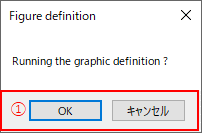 Figure definition
Running the graphic definition ?
① OK キャンセル